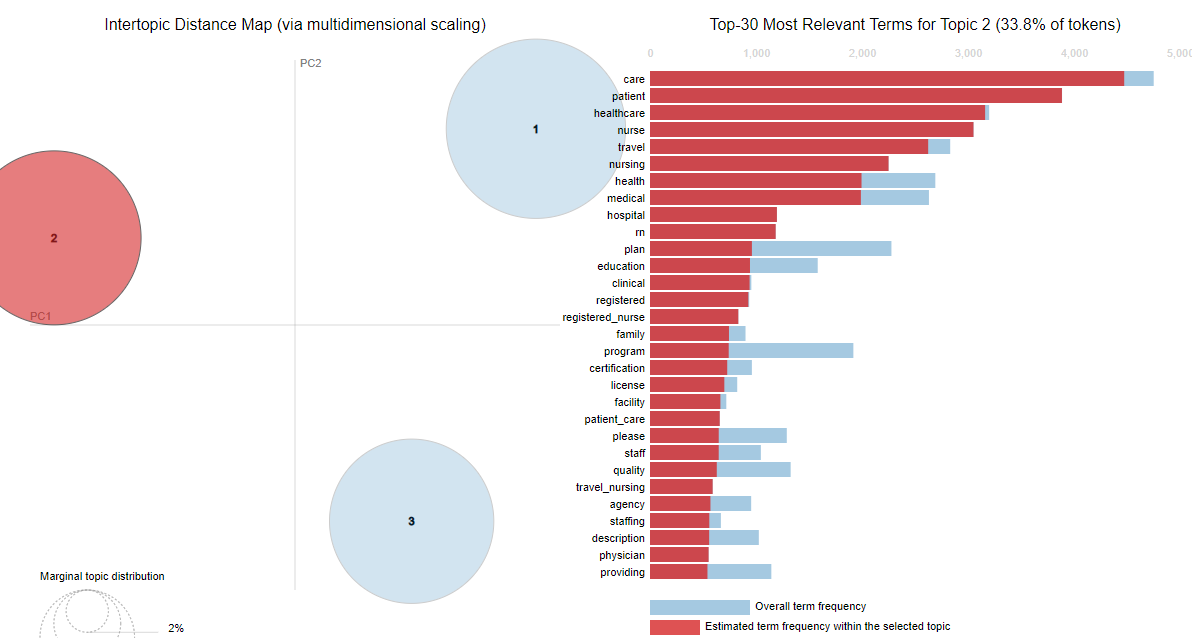 Intertopic Distance Map (via multidimensional scaling)
PC2
PC1
1
2
3
Marginal topic distribution
2%
Top-30 Most Relevant Terms for Topic 2 (33.8% of tokens)
0 1,000 2,000 3,000 4,000 5,000
care
patient
healthcare
nurse
travel
nursing
health
medical
hospital
rn
plan
education
clinical
registered
registered_nurse
family
program
certification
license
facility
patient_care
please
staff
quality
travel_nursing
agency
staffing
description
physician
providing
Overall term frequency
Estimated term frequency within the selected topic